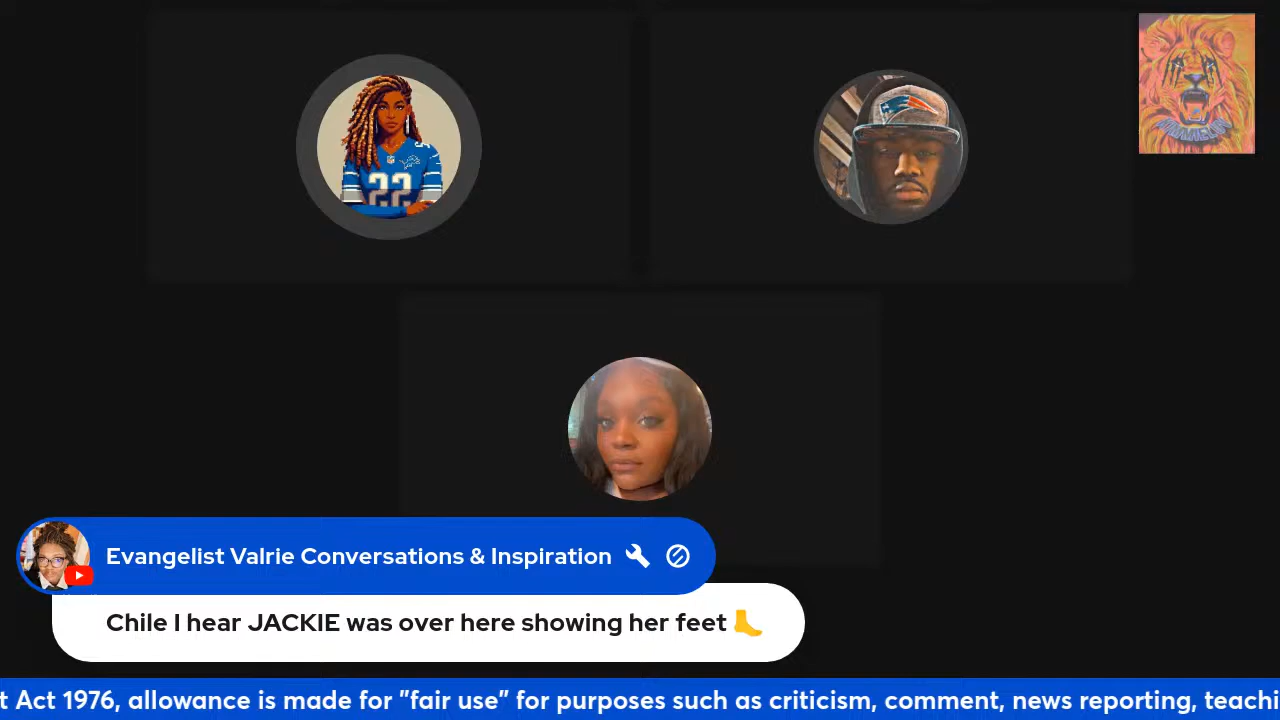 22
Evangelist Valrie Conversations & Inspiration
Chile I hear JACKIE was over here showing her feet 🦶
t Act 1976, allowance is made for "fair use" for purposes such as criticism, comment, news reporting, teachi